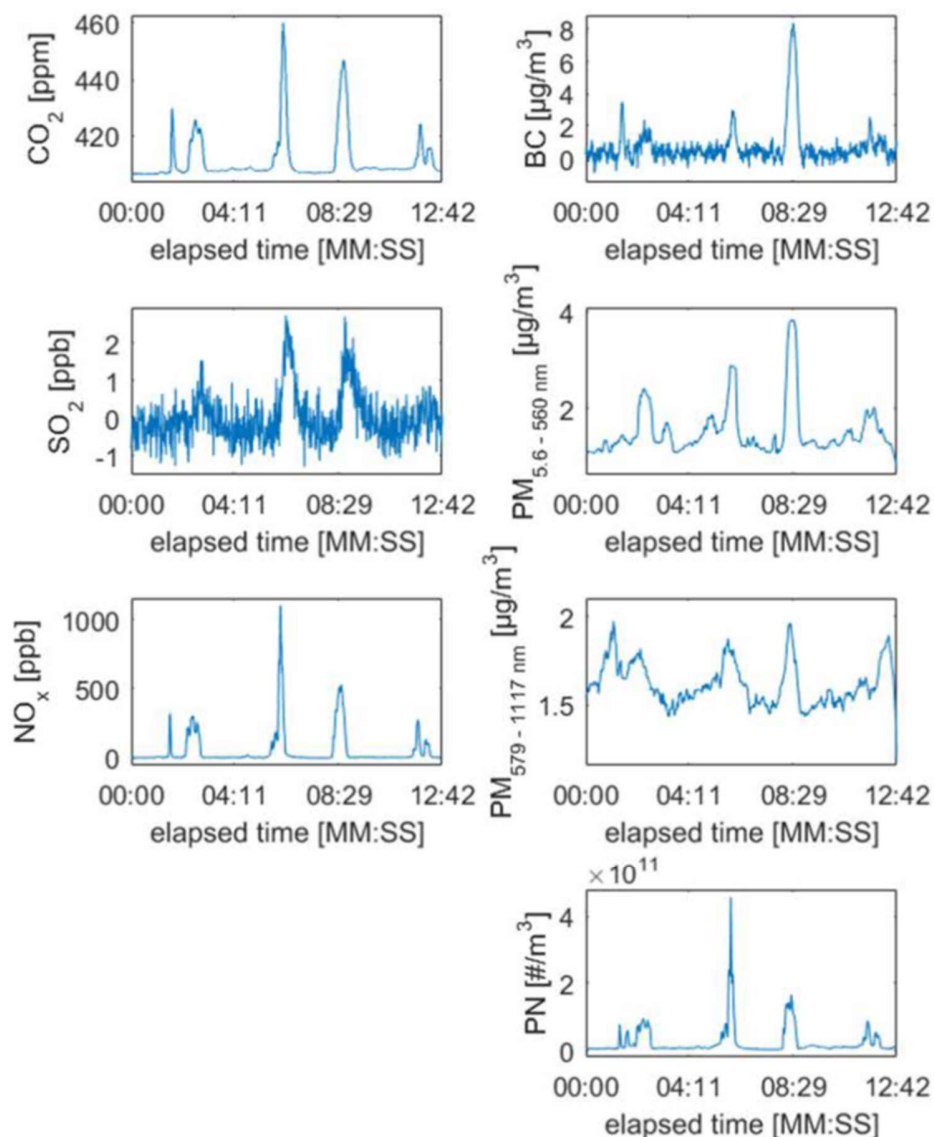 CO2 [ppm]
460
440
420
00:00 04:11 08:29 12:42
elapsed time [MM:SS]
BC [µg/m³]
8
6
4
2
0
00:00 04:11 08:29 12:42
elapsed time [MM:SS]
SO2 [ppb]
2
1
0
-1
00:00 04:11 08:29 12:42
elapsed time [MM:SS]
PM5.6 - 560 nm [µg/m³]
4
2
00:00 04:11 08:29 12:42
elapsed time [MM:SS]
NOx [ppb]
1000
500
0
00:00 04:11 08:29 12:42
elapsed time [MM:SS]
PM579 - 1117 nm [µg/m³]
2
1.5
00:00 04:11 08:29 12:42
elapsed time [MM:SS]
× 10¹¹
PN [#/m³]
4
2
0
00:00 04:11 08:29 12:42
elapsed time [MM:SS]